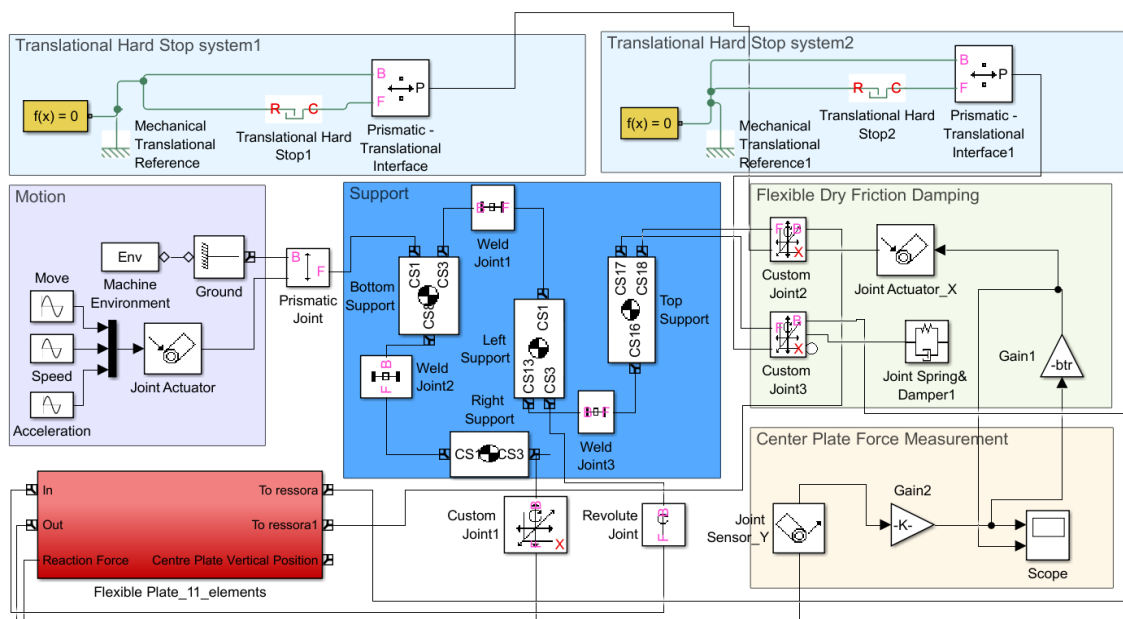 Translational Hard Stop system1
B
F
P
R
C
f(x) = 0
Mechanical
Translational
Reference
Translational Hard
Stop1
Prismatic -
Translational
Interface
Translational Hard Stop system2
B
F
P
R
C
f(x) = 0
Mechanical
Translational
Reference1
Translational Hard
Stop2
Prismatic -
Translational
Interface1
Motion
Env
Machine
Environment
Ground
Move
Speed
Acceleration
Joint Actuator
B
F
Prismatic
Joint
Support
B
F
Weld
Joint1
CS1
CS3
CS8
Bottom
Support
B
F
Weld
Joint2
Left
Support
CS1
CS13
CS3
CS17
CS18
CS16
Top
Support
B
F
Weld
Joint3
Right
Support
CS1
CS3
Flexible Dry Friction Damping
F
B
C
X
Custom
Joint2
Joint Actuator_X
F
B
C
X
Custom
Joint3
Joint Spring&
Damper1
Gain1
-btr
Center Plate Force Measurement
Joint
Sensor_Y
Gain2
-K-
Scope
In
Out
Reaction Force
To ressora
To ressora1
Centre Plate Vertical Position
Flexible Plate_11_elements
Custom
Joint1
B
C
F
X
Revolute
Joint
B
C
F